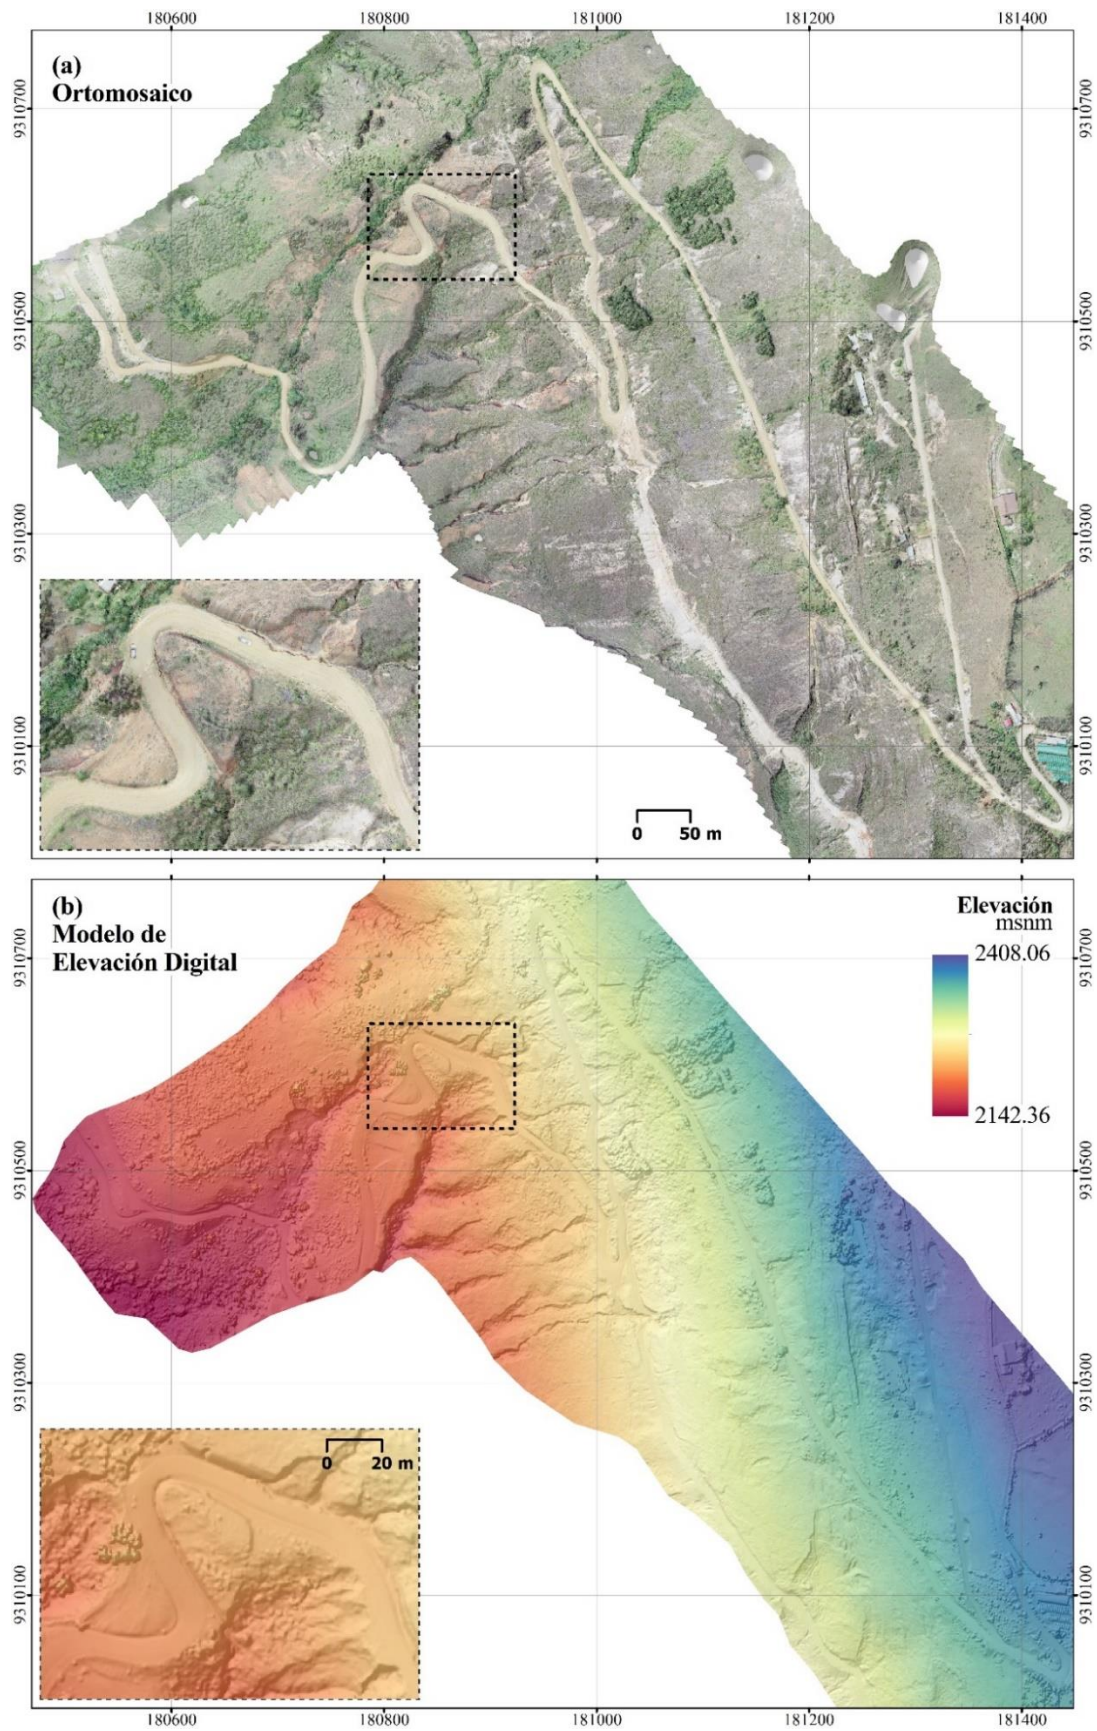 180600 180800 181000 181200 181400
(a)
Ortomosaico
9310700 9310700
9310500 9310500
9310300 9310300
9310100 9310100
0 50 m
(b)
Modelo de
Elevación Digital
Elevación
msnm
2408.06
2142.36
9310700 9310700
9310500 9310500
9310300 9310300
0 20 m
9310100 9310100
180600 180800 181000 181200 181400